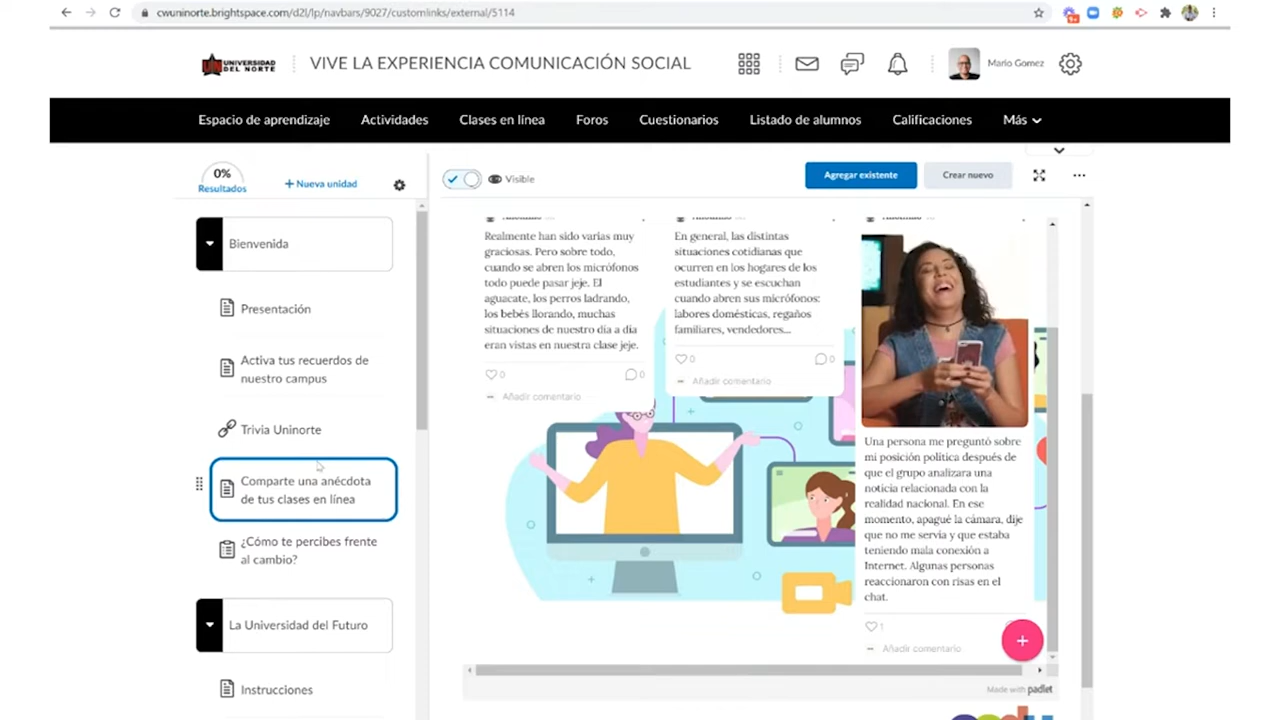 cwuninorte.brightspace.com/d2l/lp/navbars/9027/customlinks/external/5114
UNIVERSIDAD
DEL NORTE
VIVE LA EXPERIENCIA COMUNICACIÓN SOCIAL
Mario Gomez
Espacio de aprendizaje
Actividades
Clases en línea
Foros
Cuestionarios
Listado de alumnos
Calificaciones
Más
0%
Resultados
+ Nueva unidad
Visible
Agregar existente
Crear nuevo
Bienvenida
Presentación
Activa tus recuerdos de
nuestro campus
Trivia Uninorte
Comparte una anécdota
de tus clases en línea
¿Cómo te percibes frente
al cambio?
La Universidad del Futuro
Instrucciones
Realmente han sido varias muy
graciosas. Pero sobre todo,
cuando se abren los micrófonos
todo puede pasar jeje. El
aguacate, los perros ladrando,
los bebés llorando, muchas
situaciones de nuestro día a día
eran vistas en nuestra clase jeje.
0
0
Añadir comentario
En general, las distintas
situaciones cotidianas que
ocurren en los hogares de los
estudiantes y se escuchan
cuando abren sus micrófonos:
labores domésticas, regaños
familiares, vendedores...
0
0
Añadir comentario
Una persona me preguntó sobre
mi posición política después de
que el grupo analizara una
noticia relacionada con la
realidad nacional. En ese
momento, apagué la cámara, dije
que no me servía y que estaba
teniendo mala conexión a
Internet. Algunas personas
reaccionaron con risas en el
chat.
1
Añadir comentario
Made with padlet